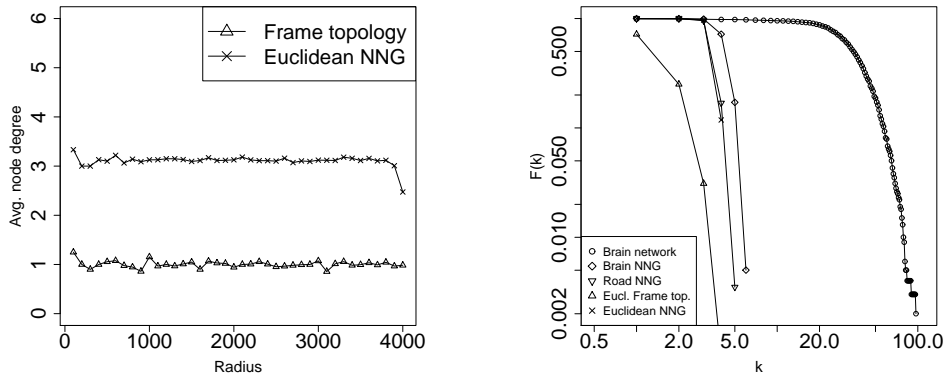 Avg. node degree
6
5
4
3
2
1
0
Frame topology
Euclidean NNG
0 1000 2000 3000 4000
Radius
F(k)
0.500
0.050
0.010
0.002
Brain network
Brain NNG
Road NNG
Eucl. Frame top.
Euclidean NNG
0.5 2.0 5.0 20.0 100.0
k